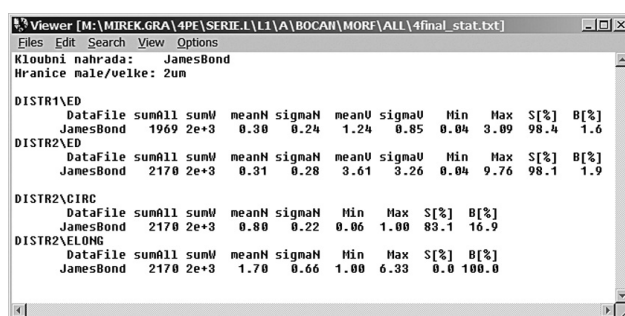 Viewer [M:\MIREK.GRA\4PE\SERIE.L\L1\A\BOCAN\MORF\ALL\4final_stat.txt]
Files Edit Search View Options
Kloubni nahrada: JamesBond
Hranice male/velke: 2um
DISTR1\ED
DataFile sumAll sumW meanN sigmaN meanV sigmaV Min Max S[%] B[%]
JamesBond 1969 2e+3 0.30 0.24 1.24 0.85 0.04 3.09 98.4 1.6
DISTR2\ED
DataFile sumAll sumW meanN sigmaN meanV sigmaV Min Max S[%] B[%]
JamesBond 2170 2e+3 0.31 0.28 3.61 3.26 0.04 9.76 98.1 1.9
DISTR2\CIRC
DataFile sumAll sumW meanN sigmaN Min Max S[%] B[%]
JamesBond 2170 2e+3 0.80 0.22 0.06 1.00 83.1 16.9
DISTR2\ELONG
DataFile sumAll sumW meanN sigmaN Min Max S[%] B[%]
JamesBond 2170 2e+3 1.70 0.66 1.00 6.33 0.0 100.0